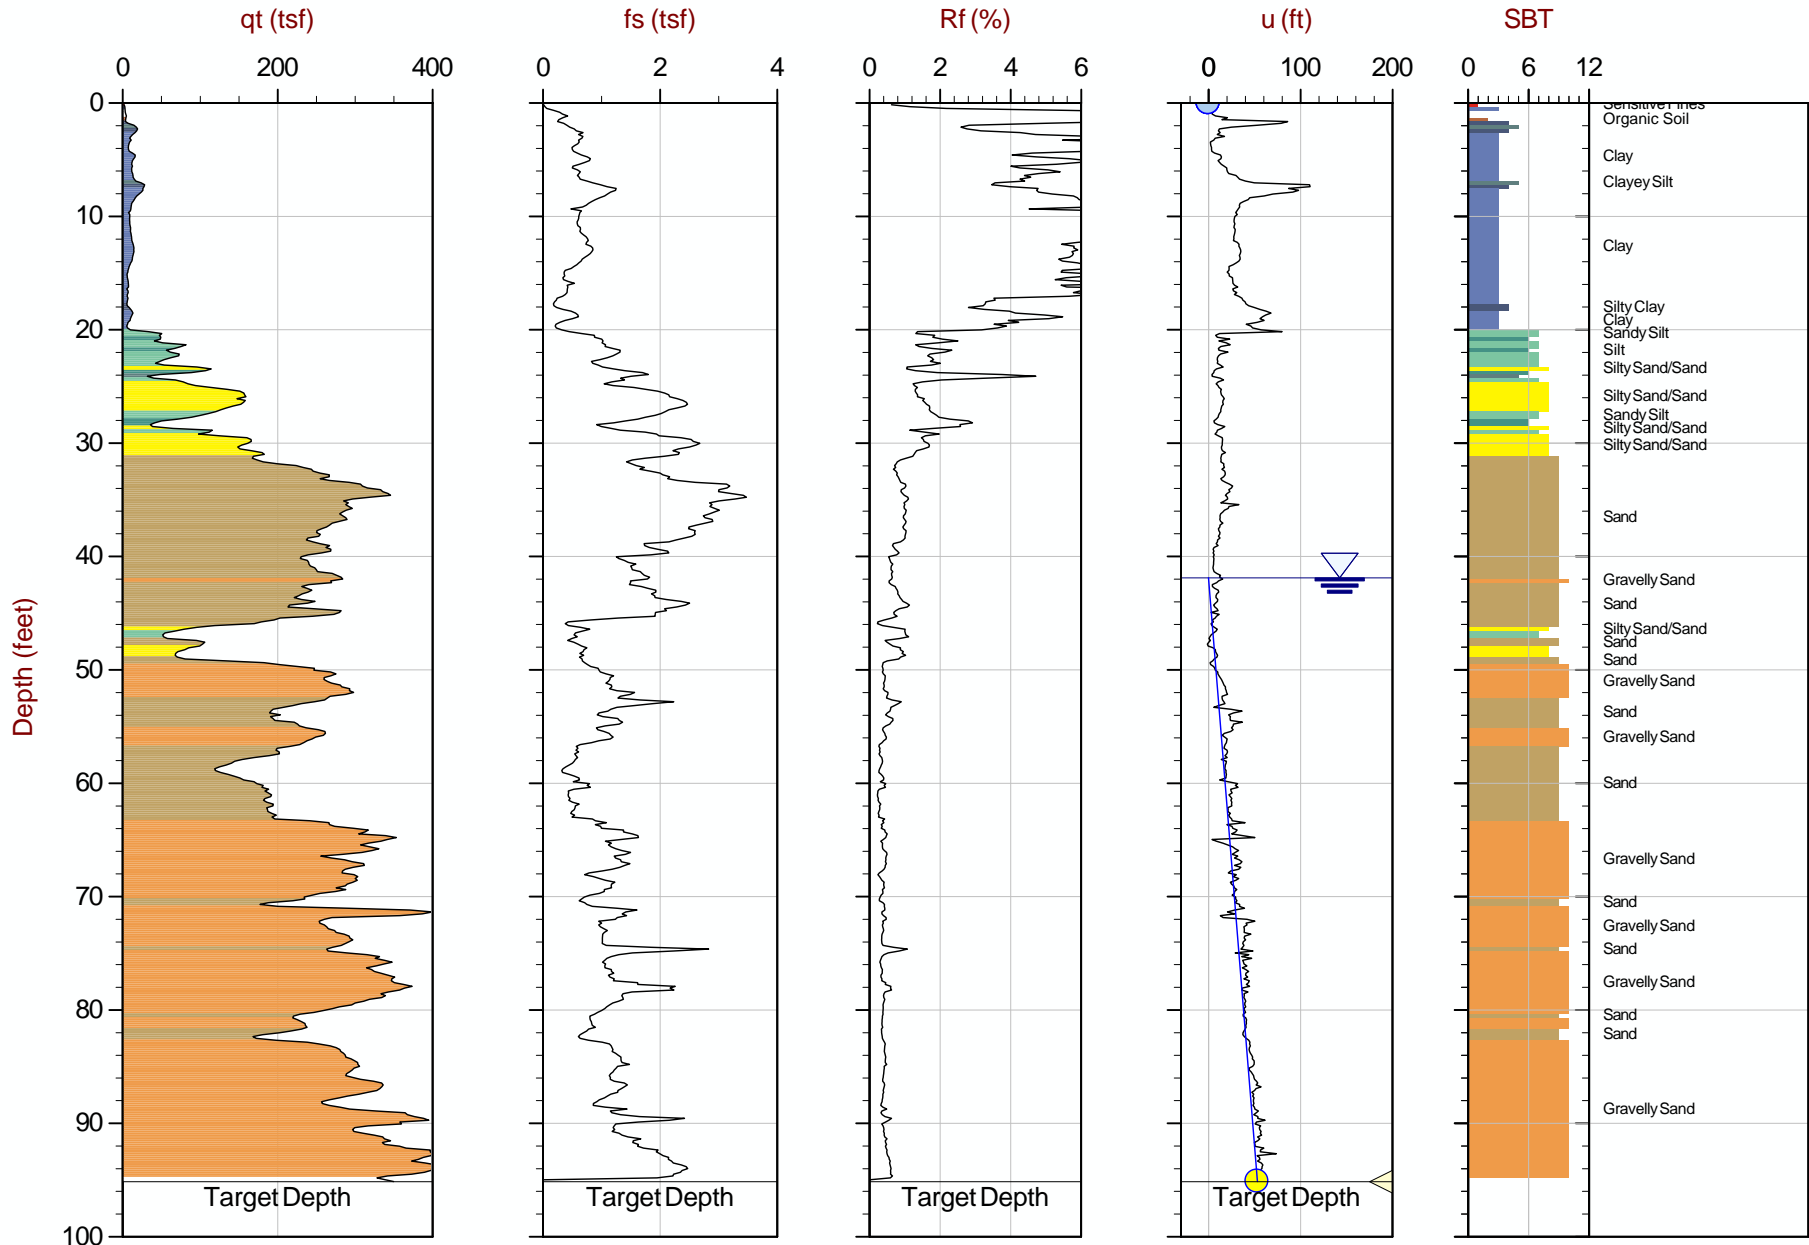 qt (tsf) fs (tsf) Rf (%) u (ft) SBT
0 200 400 0 2 4 0 2 4 6 0 100 200 0 6 12
0
Sensitive Fines
Organic Soil
Clay
Clayey Silt
10
Clay
Silty Clay
Clay
20
Sandy Silt
Silt
Silty Sand/Sand
Silty Sand/Sand
Sandy Silt
Silty Sand/Sand
30
Silty Sand/Sand
Sand
40
Gravelly Sand
Sand
Silty Sand/Sand
Sand
Sand
50
Gravelly Sand
Sand
Gravelly Sand
60
Sand
Gravelly Sand
70
Sand
Gravelly Sand
Sand
Gravelly Sand
80
Sand
Sand
Gravelly Sand
90
Target Depth Target Depth Target Depth Target Depth
100
Depth (feet)